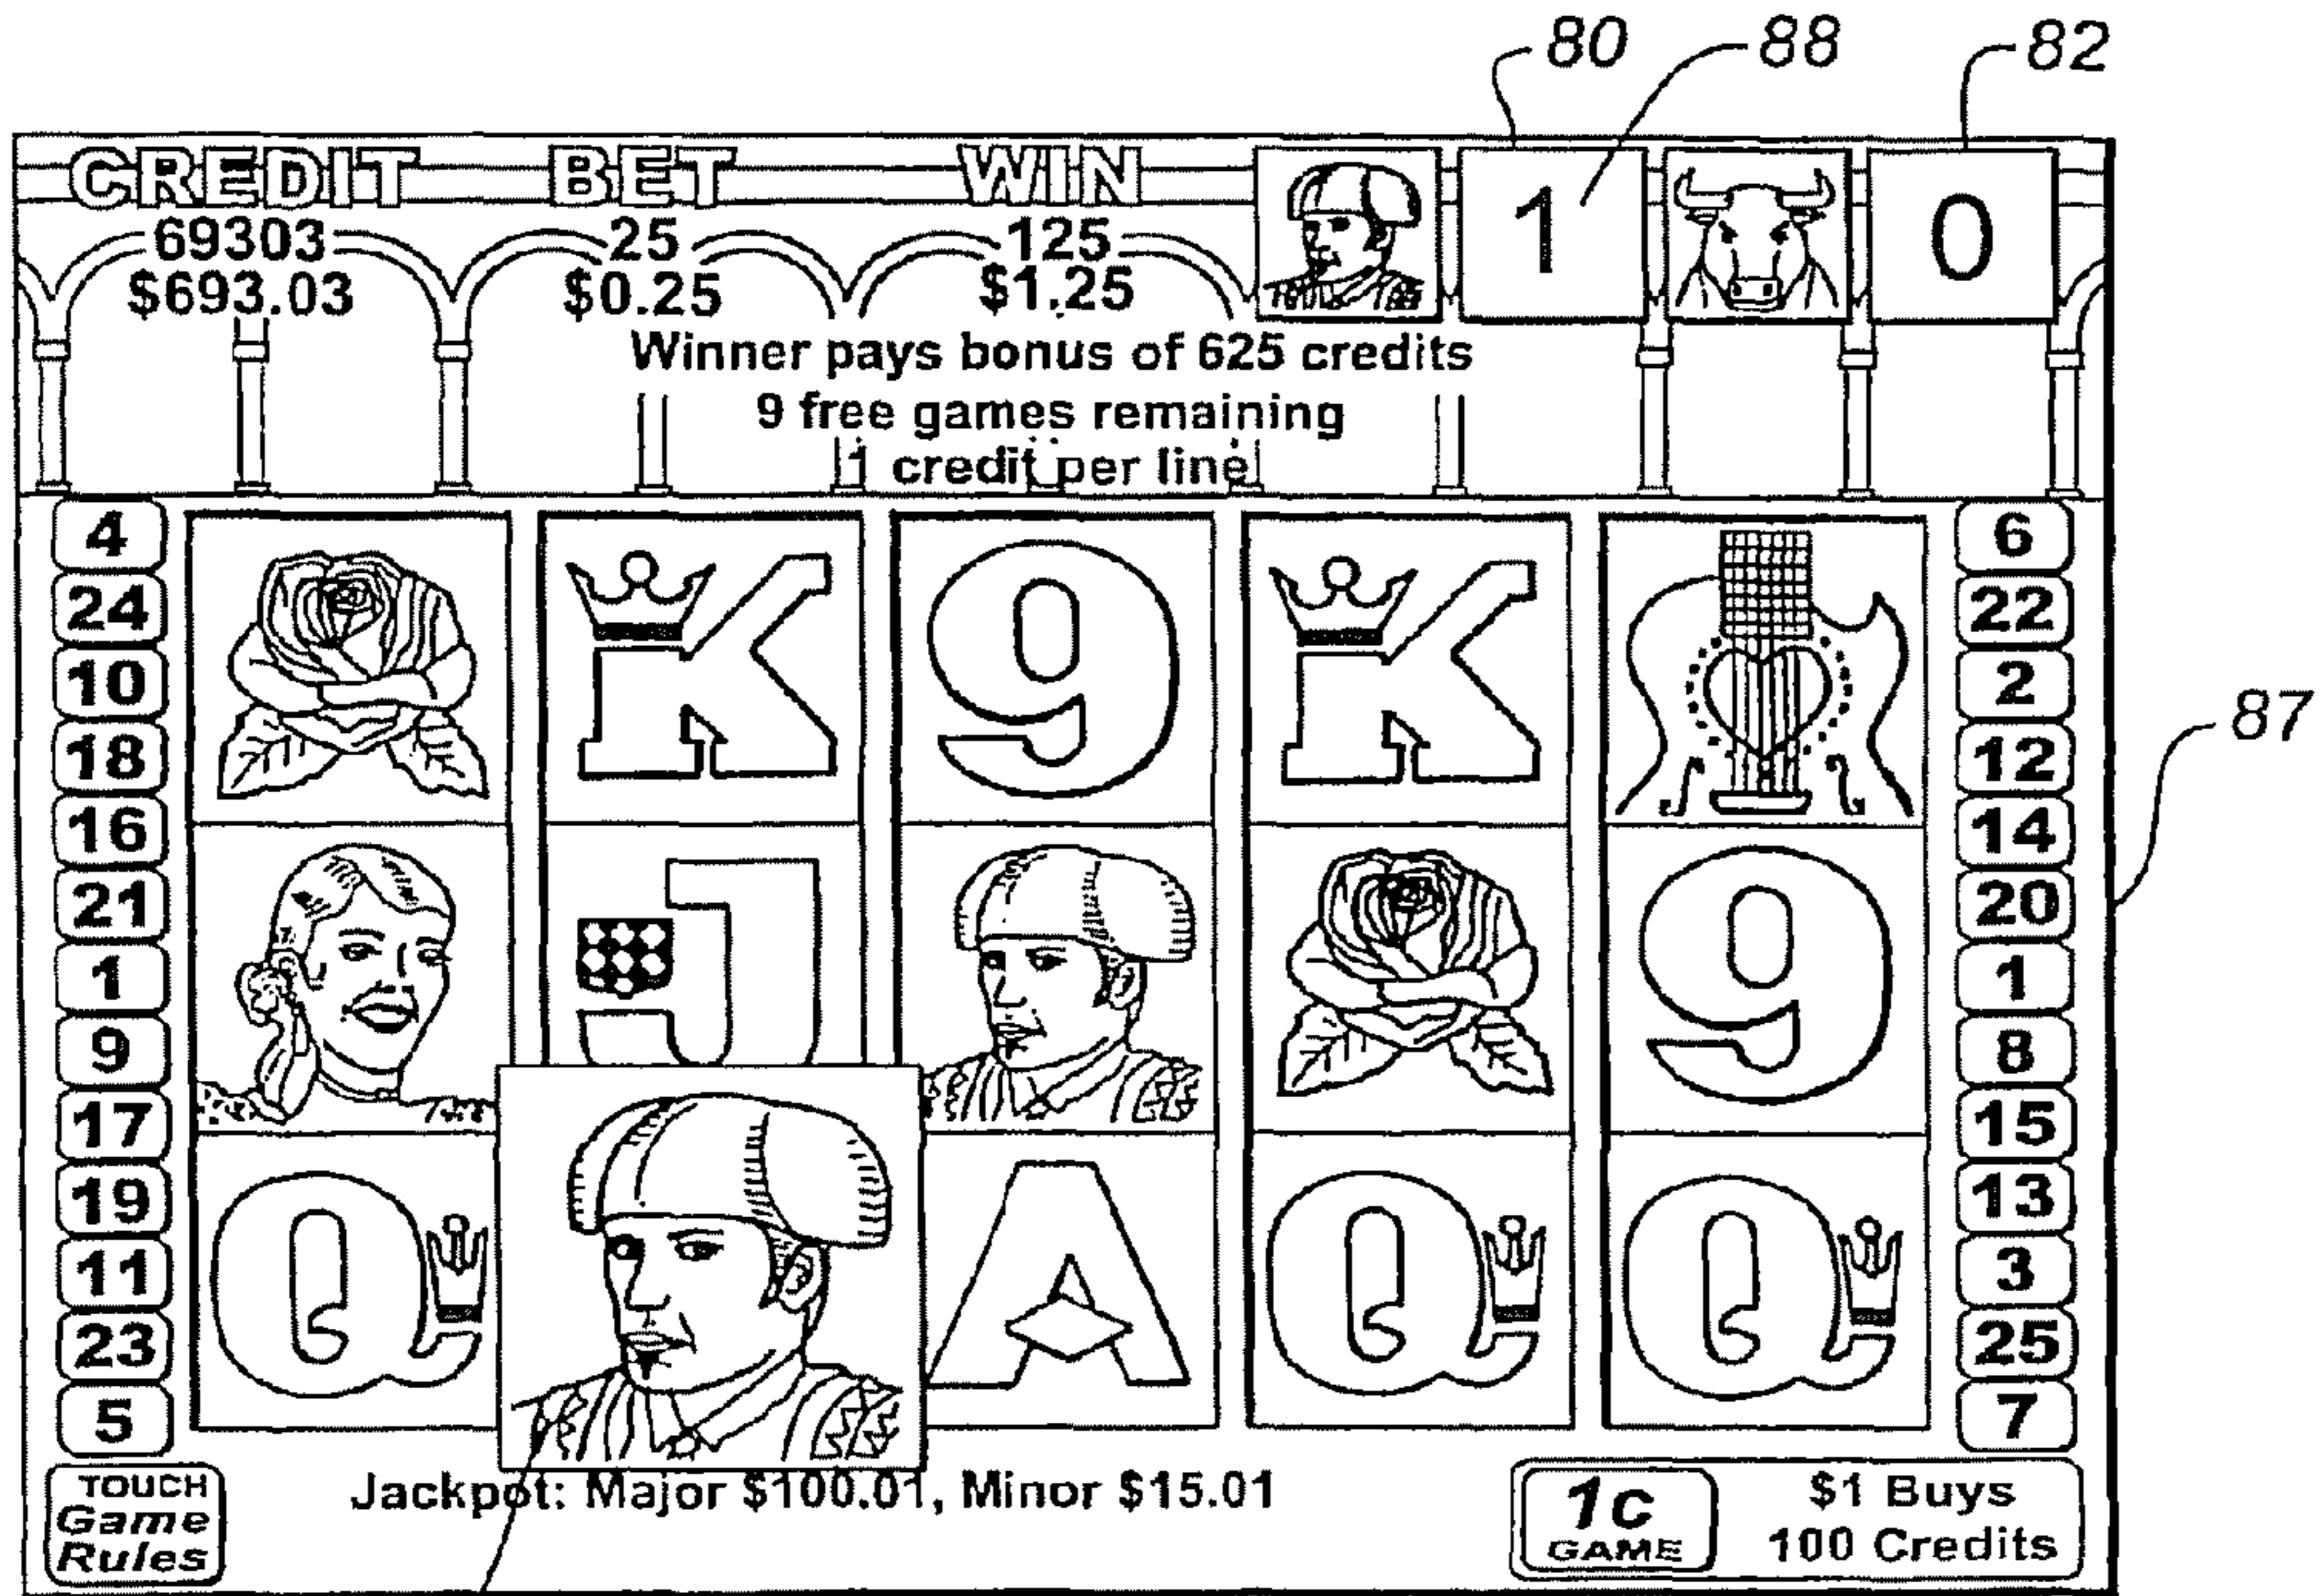 80 88 82
CREDIT BET WIN 1 0
69303 25 125
$693.03 $0.25 $1.25
Winner pays bonus of 625 credits
9 free games remaining
1 credit per line
4 K 9 K 6
24 22
10 2
18 12
87
16 14
21 J 9 20
1 1
9 8
17 15
19 Q A Q Q 13
11 3
23 25
5 7
TOUCH
Game
Rules
Jackpot: Major $100.01, Minor $15.01
1c
GAME
$1 Buys
100 Credits